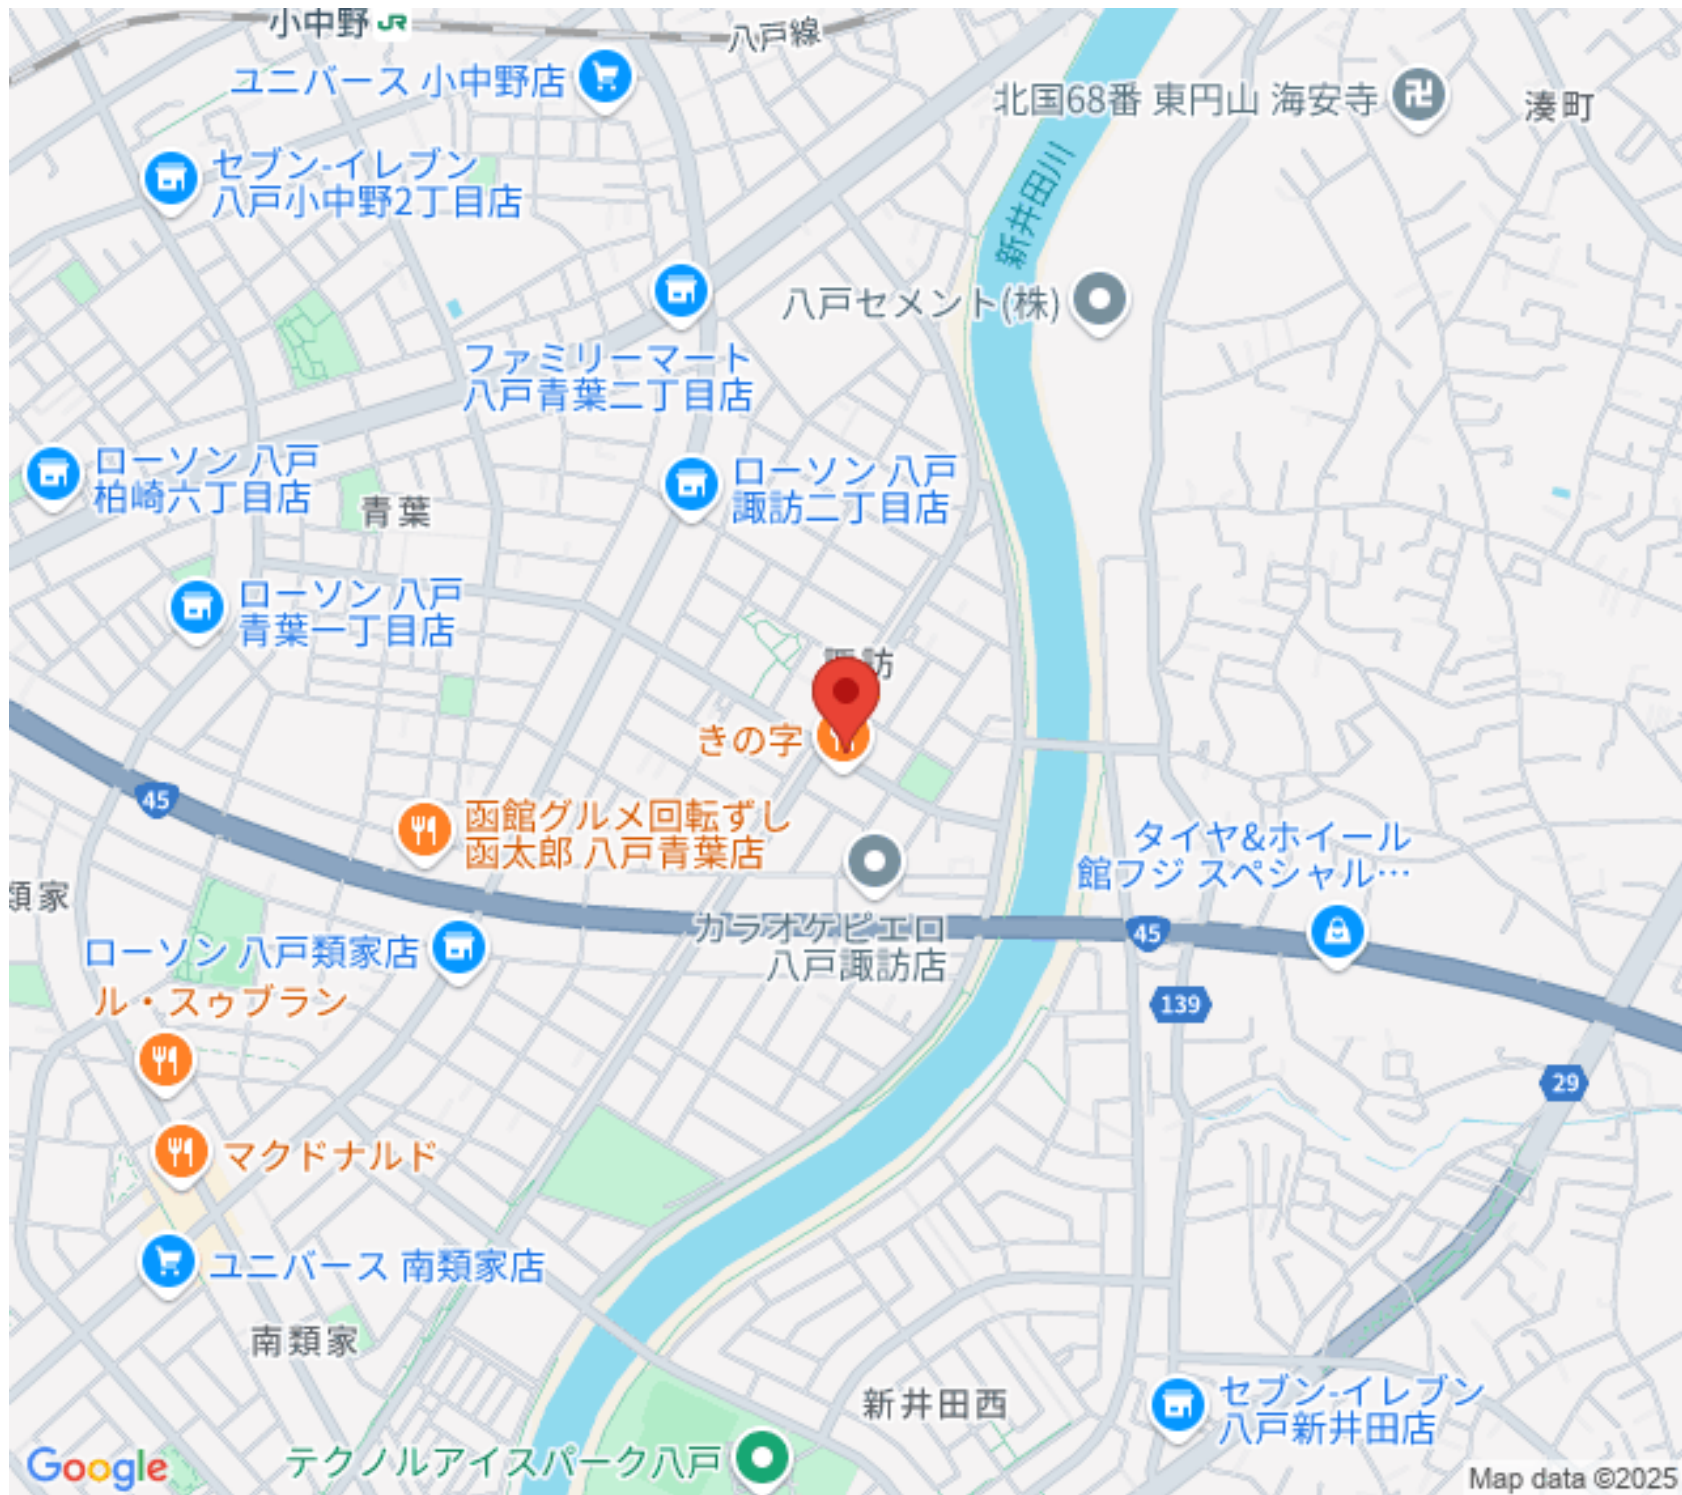 小中野 JR
八戸線
ユニバース 小中野店
北国68番 東円山 海安寺
湊町
セブン-イレブン
八戸小中野2丁目店
新井田川
八戸セメント(株)
ファミリーマート
八戸青葉二丁目店
ローソン 八戸
柏崎六丁目店
ローソン 八戸
諏訪二丁目店
青葉
ローソン 八戸
青葉一丁目店
訪
きの字
45
函館グルメ回転ずし
函太郎 八戸青葉店
タイヤ&ホイール
館フジ スペシャル…
類家
カラオケピエロ
八戸諏訪店
45
ローソン 八戸類家店
ル・スゥブラン
139
29
マクドナルド
ユニバース 南類家店
南類家
新井田西
セブン-イレブン
八戸新井田店
テクノルアイスパーク八戸
Google
Map data ©2025